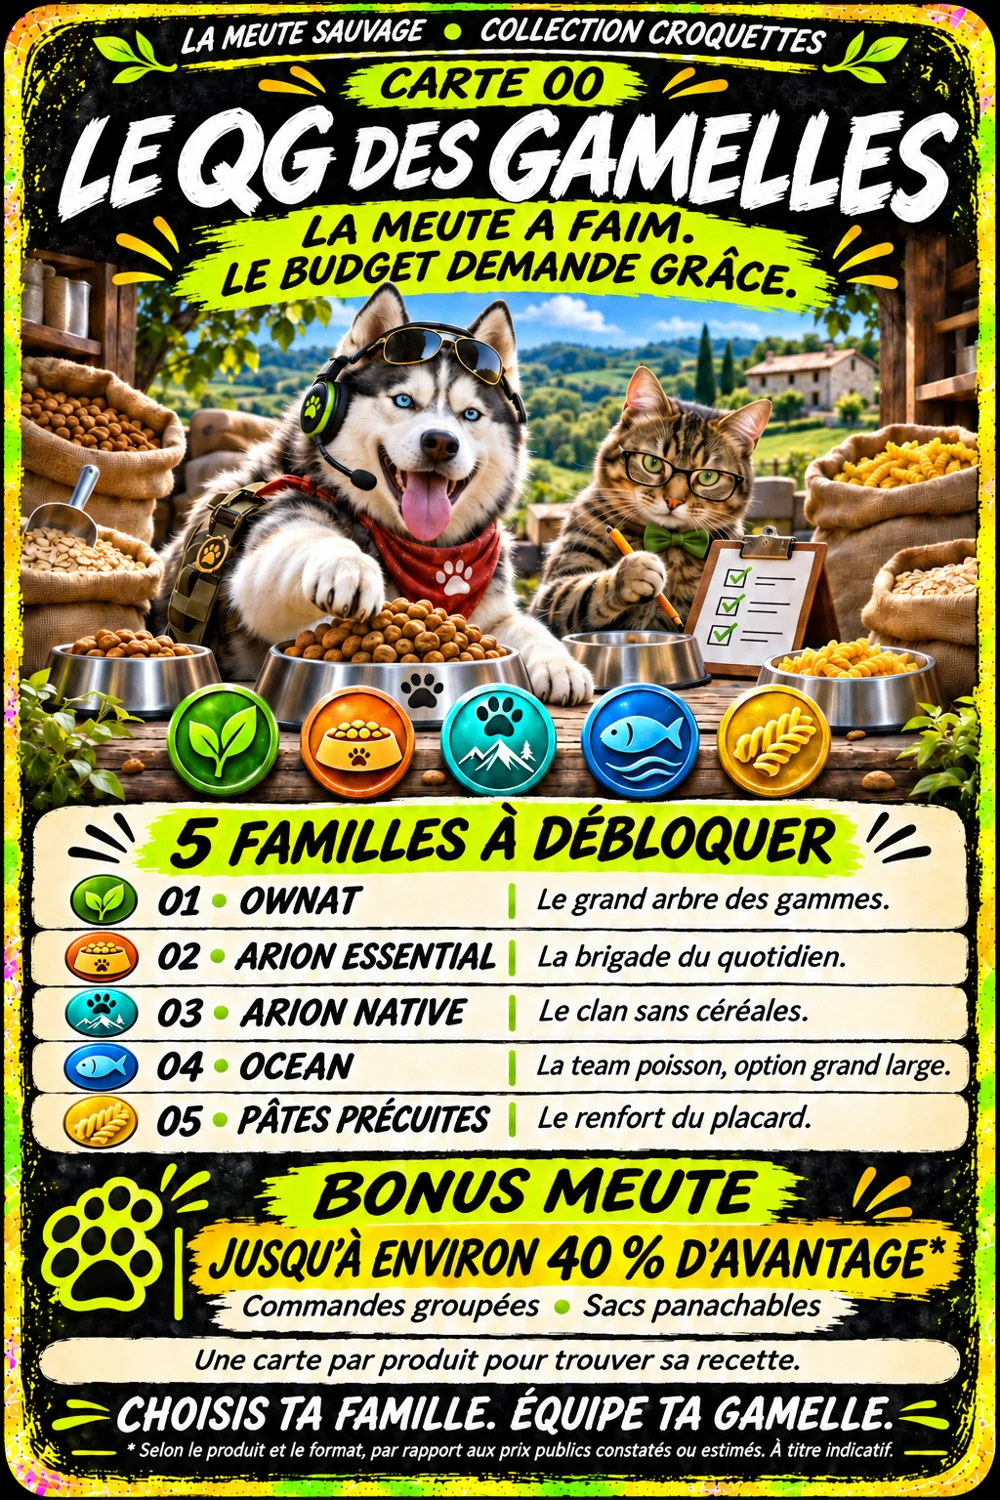 LA MEUTE SAUVAGE • COLLECTION CROQUETTES
CARTE 00
LE QG DES GAMELLES
LA MEUTE A FAIM.
LE BUDGET DEMANDE GRÂCE.
5 FAMILLES À DÉBLOQUER
01 • OWNAT | Le grand arbre des gammes.
02 • ARION ESSENTIAL | La brigade du quotidien.
03 • ARION NATIVE | Le clan sans céréales.
04 • OCEAN | La team poisson, option grand large.
05 • PÂTES PRÉCUITES | Le renfort du placard.
BONUS MEUTE
JUSQU'À ENVIRON 40 % D'AVANTAGE*
Commandes groupées • Sacs panachables
Une carte par produit pour trouver sa recette.
CHOISIS TA FAMILLE. ÉQUIPE TA GAMELLE.
* Selon le produit et le format, par rapport aux prix publics constatés ou estimés. À titre indicatif.